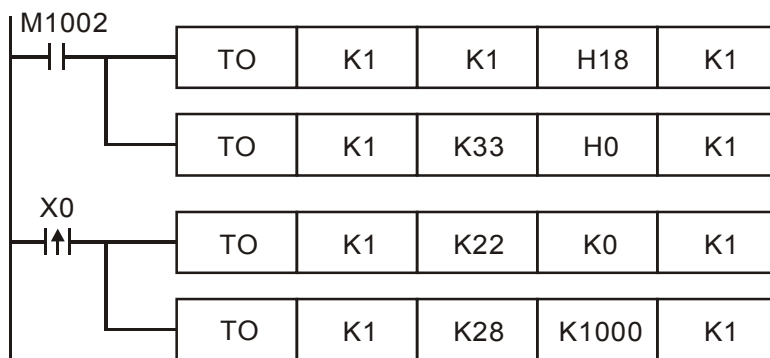 M1002
TO K1 K1 H18 K1
TO K1 K33 H0 K1
X0
TO K1 K22 K0 K1
TO K1 K28 K1000 K1